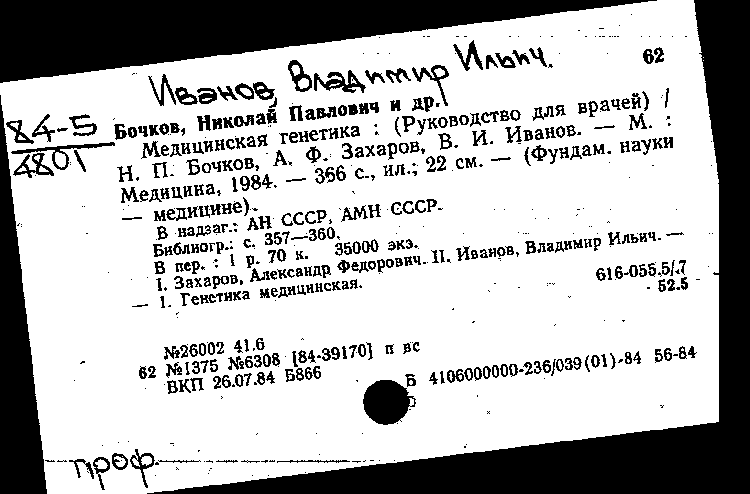 Иванов, Владимир Ильич.
62
84-5
4801
Бочков, Николай Павлович и др.
Медицинская генетика : (Руководство для врачей) /
Н. П. Бочков, А. Ф. Захаров, В. И. Иванов. — М. :
Медицина, 1984. — 366 с., ил.; 22 см. — (Фундам. науки
— медицине).
В надзаг.: АН СССР, АМН СССР.
Библиогр.: с. 357—360.
В пер. : 1 р. 70 к. 35000 экз.
I. Захаров, Александр Федорович. II. Иванов, Владимир Ильич. —
— 1. Генетика медицинская.
616-055.5/.7
52.5
№26002 41.6
62 №1375 №6308 [84-39170] п вс
ВКП 26.07.84 Б866
Б 4106000000-236/039(01)-84 56-84
проф.